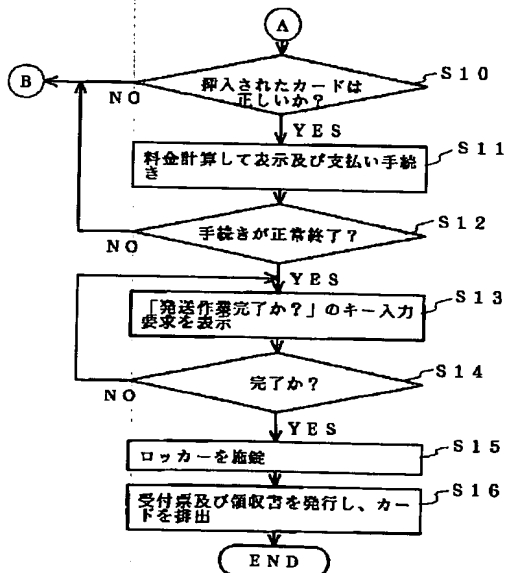 A
S10
B
挿入されたカードは
正しいか？
NO
YES
S11
料金計算して表示及び支払い手続
き
S12
手続きが正常終了？
NO
YES
S13
「発送作業完了か？」のキー入力
要求を表示
S14
完了か？
NO
YES
S15
ロッカーを施錠
S16
受付票及び領収書を発行し、カー
ドを排出
END